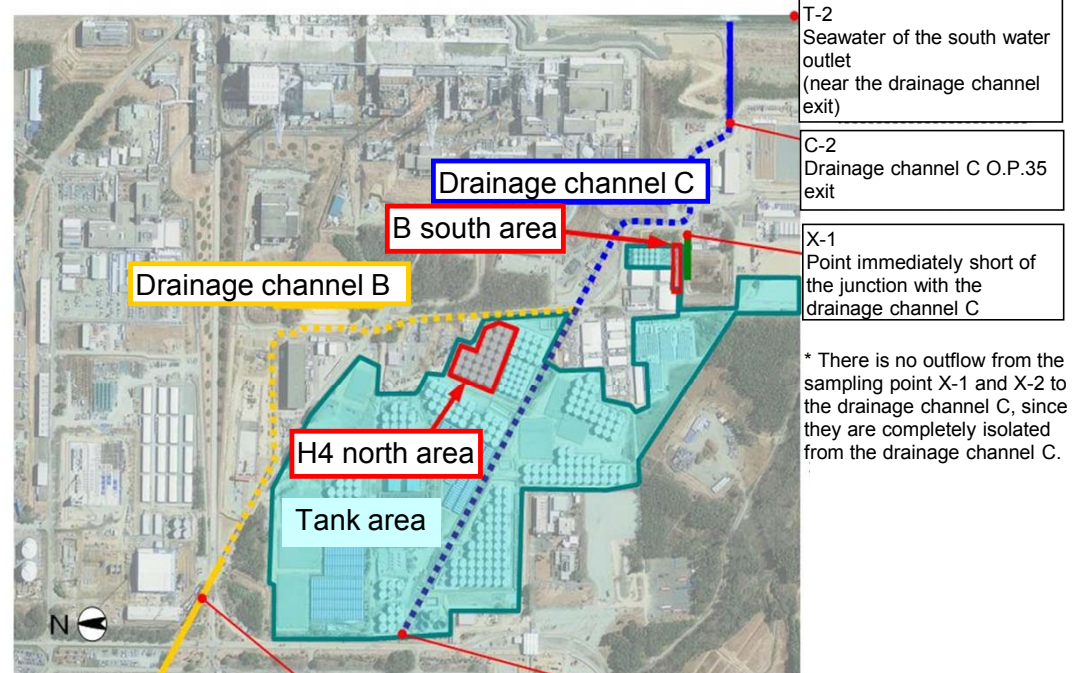 T-2
Seawater of the south water
outlet
(near the drainage channel
exit)
C-2
Drainage channel C O.P.35
exit
Drainage channel C
B south area
X-1
Point immediately short of
the junction with the
drainage channel C
Drainage channel B
* There is no outflow from the
sampling point X-1 and X-2 to
the drainage channel C, since
they are completely isolated
from the drainage channel C.
H4 north area
Tank area
N